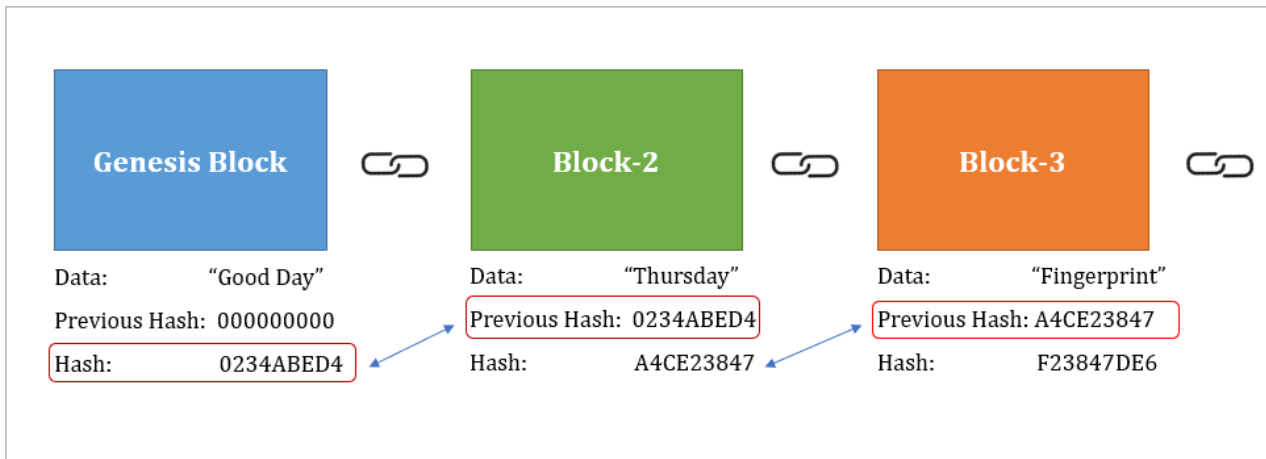 Genesis Block
Data: “Good Day”
Previous Hash: 000000000
Hash: 0234ABED4
Block-2
Data: “Thursday”
Previous Hash: 0234ABED4
Hash: A4CE23847
Block-3
Data: “Fingerprint”
Previous Hash: A4CE23847
Hash: F23847DE6